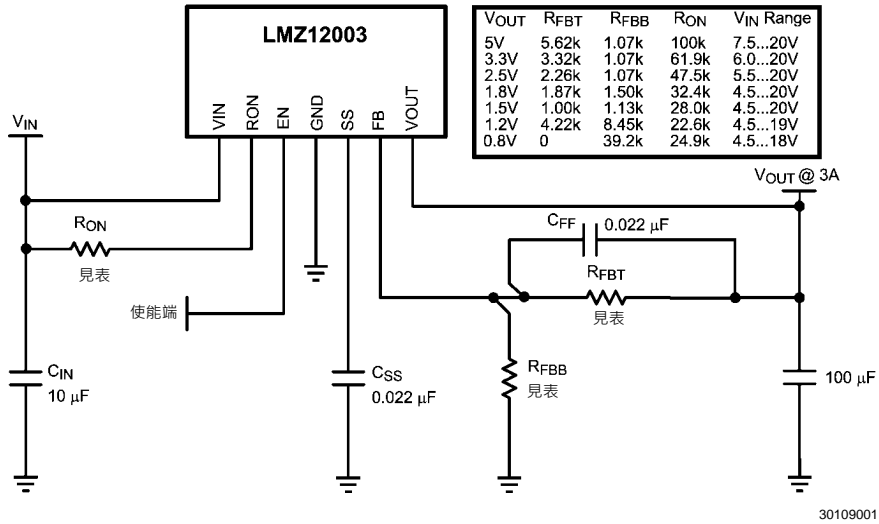 LMZ12003
VIN
RON
EN
GND
SS
FB
VOUT
VOUT RFBT RFBB RON VIN Range
5V 5.62k 1.07k 100k 7.5...20V
3.3V 3.32k 1.07k 61.9k 6.0...20V
2.5V 2.26k 1.07k 47.5k 5.5...20V
1.8V 1.87k 1.50k 32.4k 4.5...20V
1.5V 1.00k 1.13k 28.0k 4.5...20V
1.2V 4.22k 8.45k 22.6k 4.5...19V
0.8V 0 39.2k 24.9k 4.5...18V
VIN
VOUT @ 3A
RON
見表
CFF 0.022 μF
RFBT
見表
使能端
CIN
10 μF
CSS
0.022 μF
RFBB
見表
100 μF
30109001